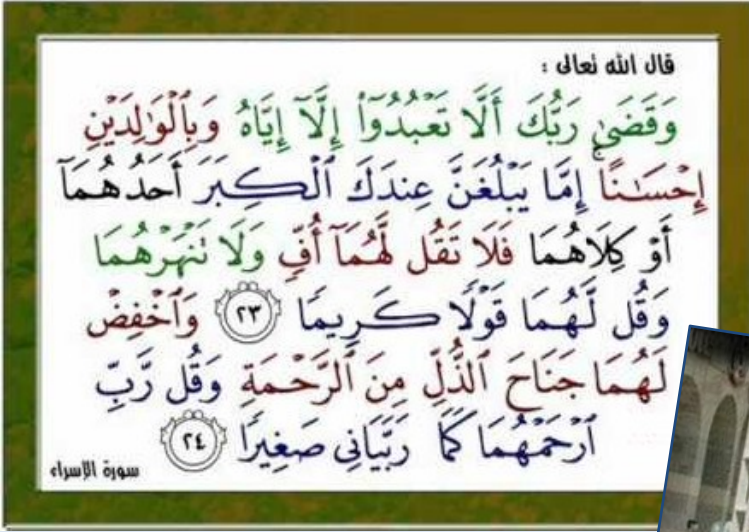 قال الله تعالى :
وَقَضَىٰ رَبُّكَ أَلَّا تَعْبُدُوٓا۟ إِلَّآ إِيَّاهُ وَبِٱلْوَٰلِدَيْنِ
إِحْسَـٰنًا ۚ إِمَّا يَبْلُغَنَّ عِندَكَ ٱلْكِبَرَ أَحَدُهُمَآ
أَوْ كِلَاهُمَا فَلَا تَقُل لَّهُمَآ أُفٍّ وَلَا تَنْهَرْهُمَا
وَقُل لَّهُمَا قَوْلًا كَرِيمًا ٢٣ وَٱخْفِضْ
لَهُمَا جَنَاحَ ٱلذُّلِّ مِنَ ٱلرَّحْمَةِ وَقُل رَّبِّ
ٱرْحَمْهُمَا كَمَا رَبَّيَانِى صَغِيرًا ٢٤
سورة الإسراء